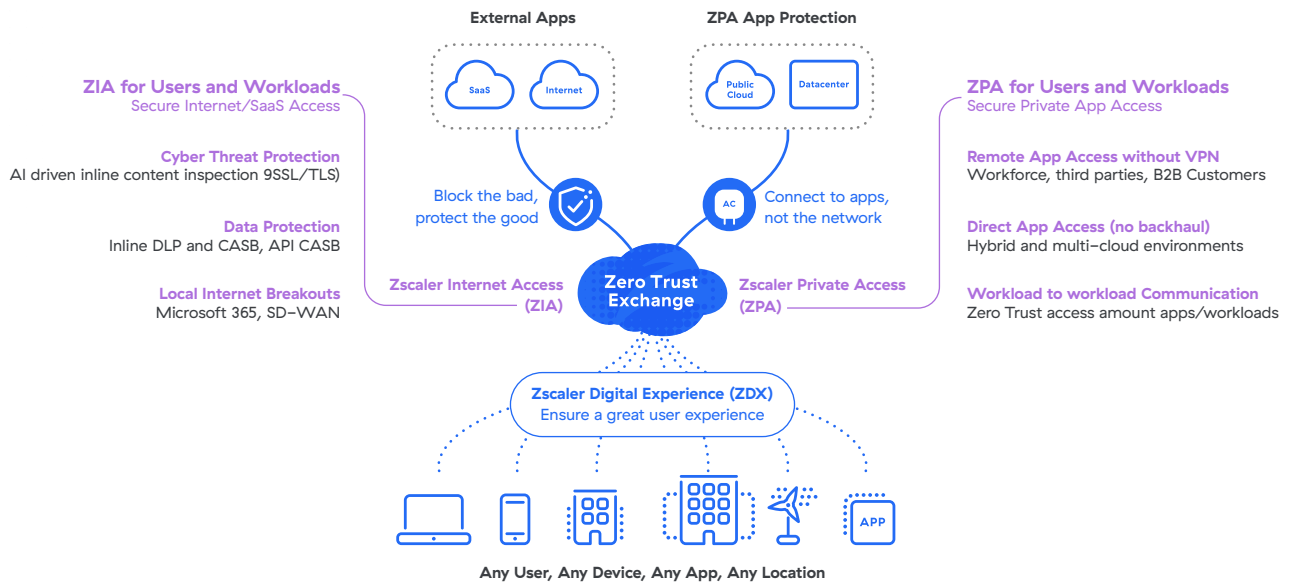 External Apps
ZPA App Protection
SaaS
Internet
Public
Cloud
Datacenter
ZIA for Users and Workloads
Secure Internet/SaaS Access
Cyber Threat Protection
AI driven inline content inspection 9SSL/TLS)
Data Protection
Inline DLP and CASB, API CASB
Local Internet Breakouts
Microsoft 365, SD-WAN
Block the bad,
protect the good
AC
Connect to apps,
not the network
Zscaler Internet Access
(ZIA)
Zero Trust
Exchange
Zscaler Private Access
(ZPA)
ZPA for Users and Workloads
Secure Private App Access
Remote App Access without VPN
Workforce, third parties, B2B Customers
Direct App Access (no backhaul)
Hybrid and multi-cloud environments
Workload to workload Communication
Zero Trust access amount apps/workloads
Zscaler Digital Experience (ZDX)
Ensure a great user experience
APP
Any User, Any Device, Any App, Any Location